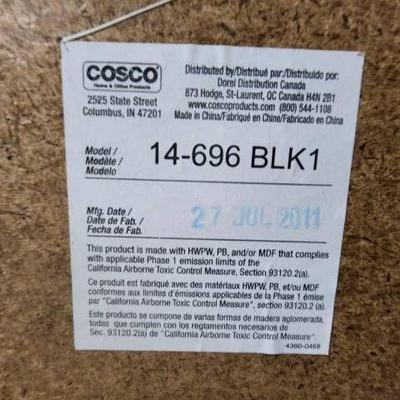 COSCO
Home & Office Products
2525 State Street
Columbus, IN 47201
Distributed by/Distribué par/Distribuido por:
Dorel Distribution Canada
873 Hodge, St-Laurent, QC Canada H4N 2B1
www.coscoproducts.com (800) 544-1108
Made in China/Fabriqué en Chine/Fabricado en China
Model /
Modèle /
Modelo
14-696 BLK1
Mfg. Date /
Date de Fab. /
Fecha de Fab.
27 JUL 2011
This product is made with HWPW, PB, and/or MDF that complies
with applicable Phase 1 emission limits of the
California Airborne Toxic Control Measure, Section 93120.2(a).
Ce produit est fabriqué avec des matériaux HWPW, PB, et/ou MDF
conformes aux limites d'émissions applicables de la Phase 1 émise
par "California Airborne Toxic Control Measure", section 93120.2 (a).
Este producto se compone de varias formas de madera aglomerada,
todas que cumplen con los reglamentos necesarios de
Sec. 93120.2(a) de "California Airborne Toxic Control Measure".
4360-0468